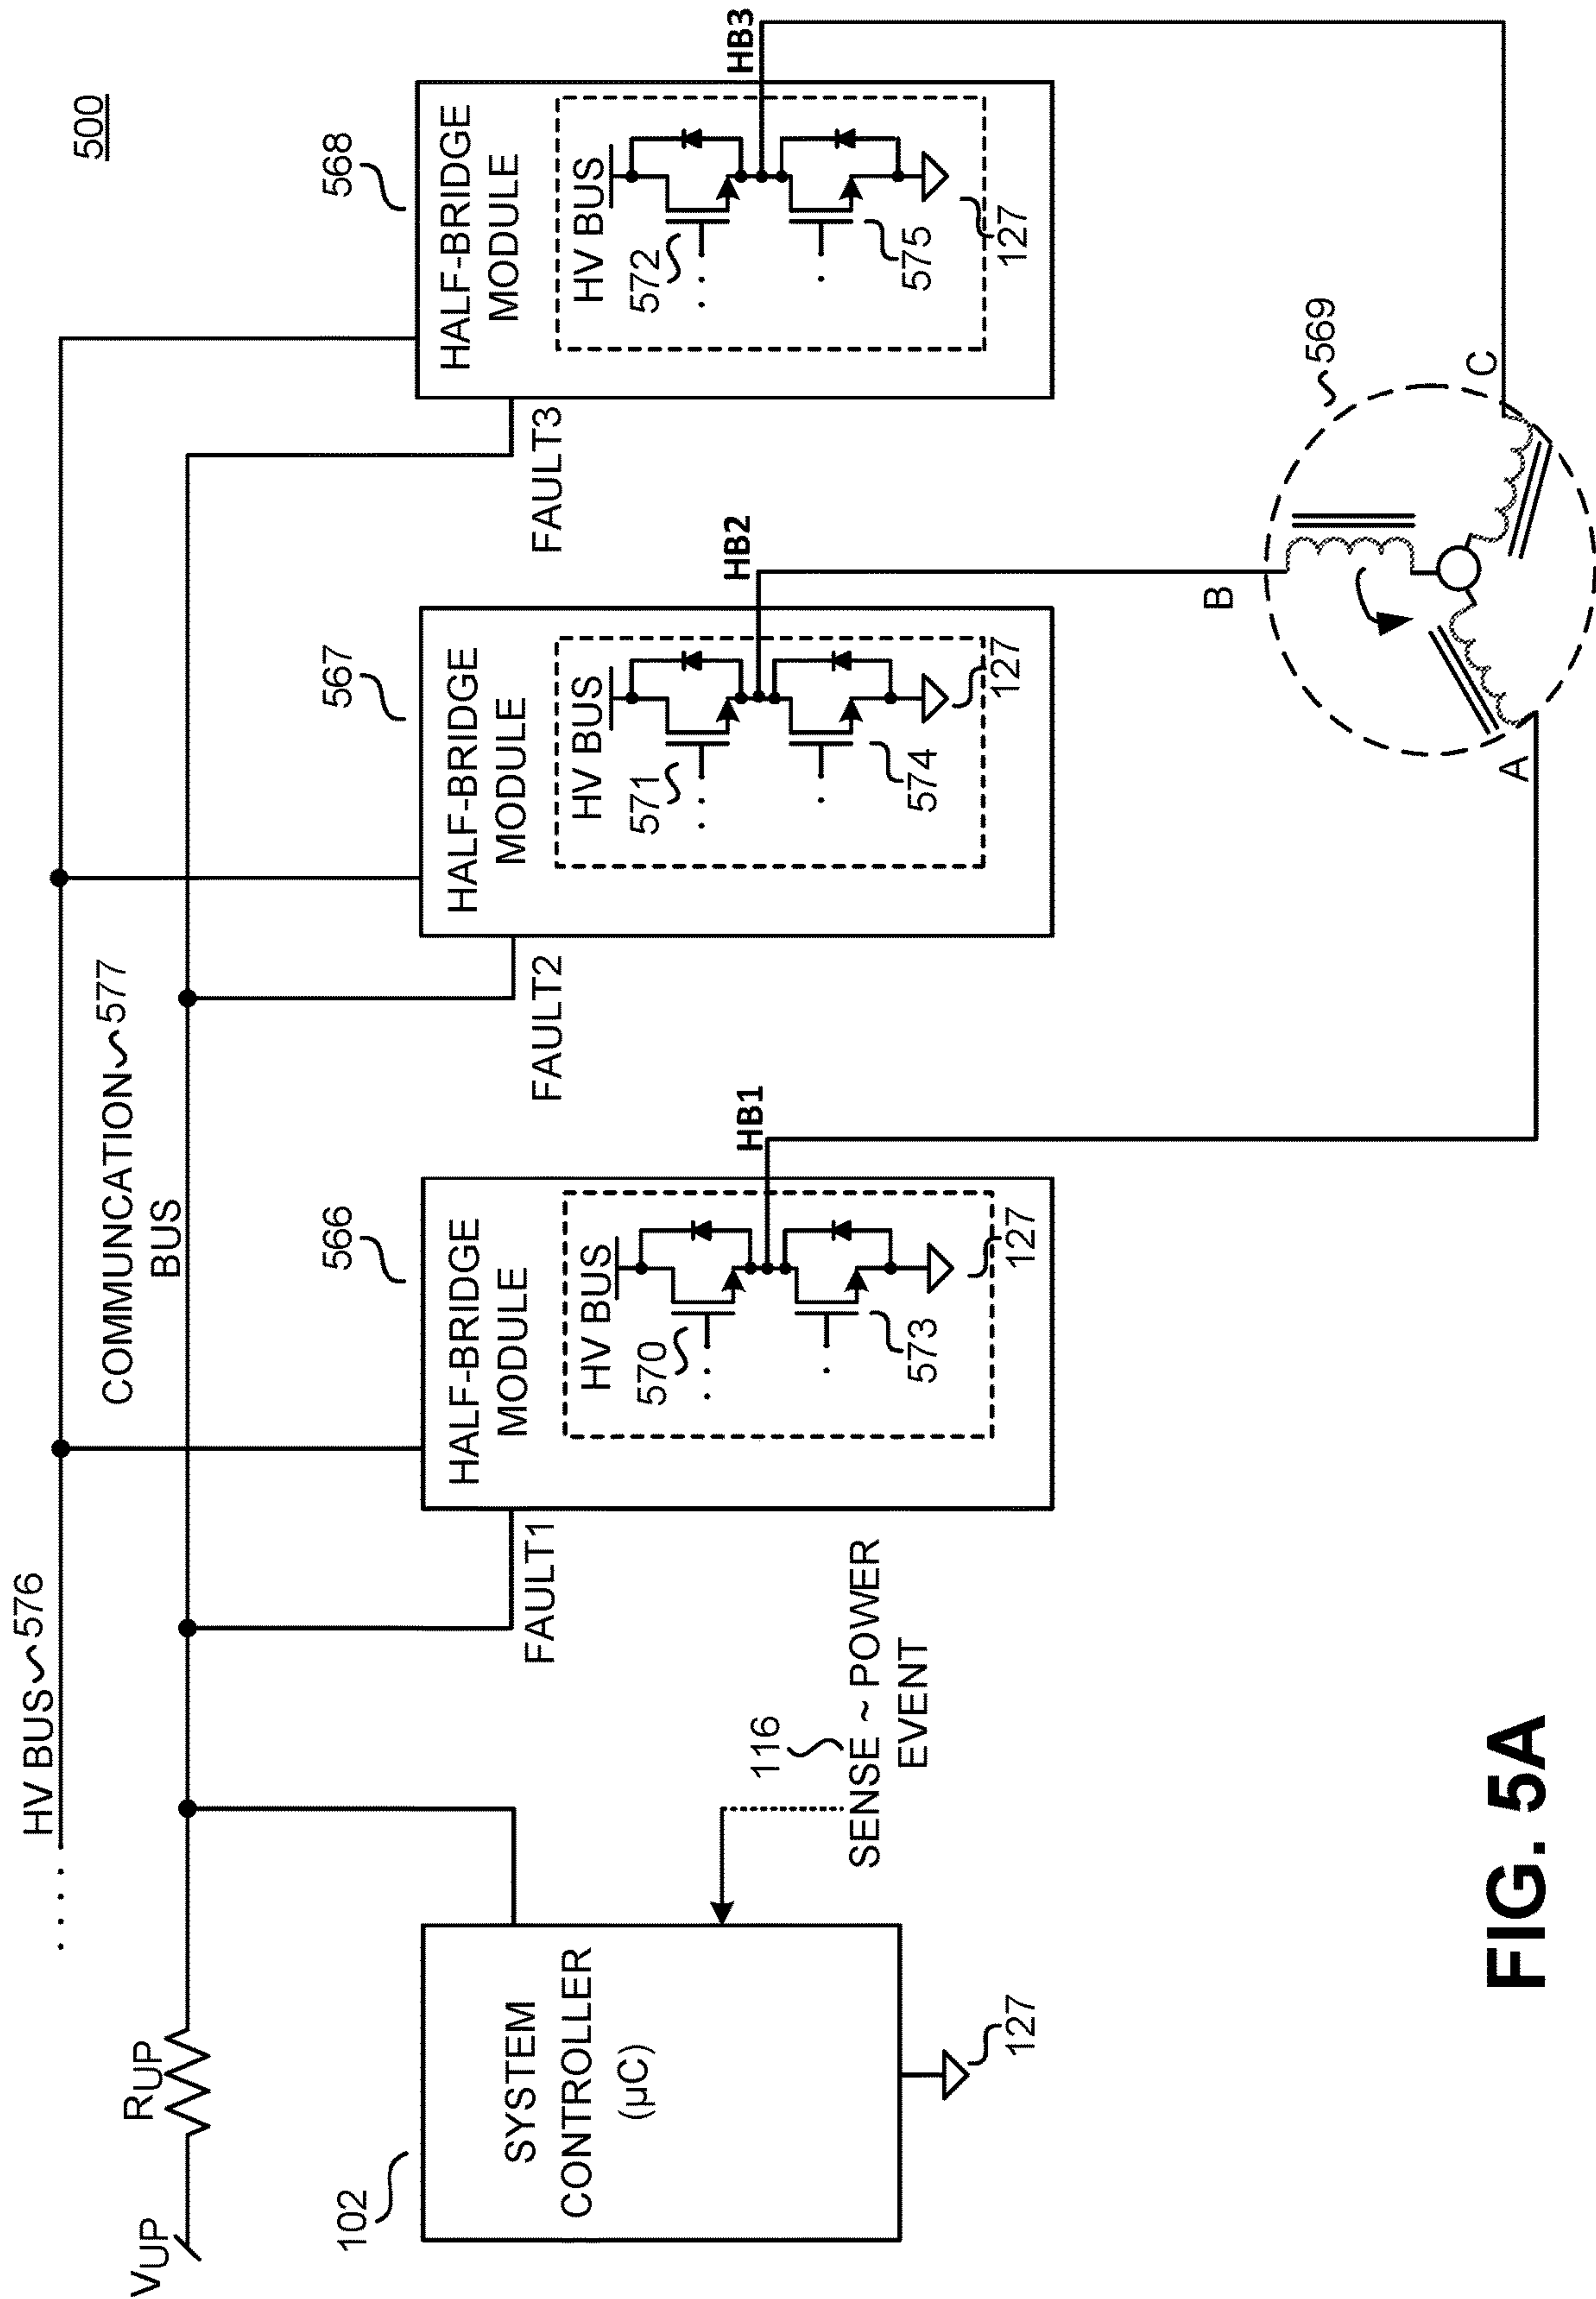 500
HV BUS 576
COMMUNCATION 577
BUS
VUP
RUP
102
SYSTEM
CONTROLLER
(µC)
127
116
SENSE ~ POWER
EVENT
FAULT1
566
HALF-BRIDGE
MODULE
HV BUS
570
573
127
HB1
FAULT2
567
HALF-BRIDGE
MODULE
HV BUS
571
574
127
HB2
FAULT3
568
HALF-BRIDGE
MODULE
HV BUS
572
575
127
HB3
A
B
C
569
FIG. 5A